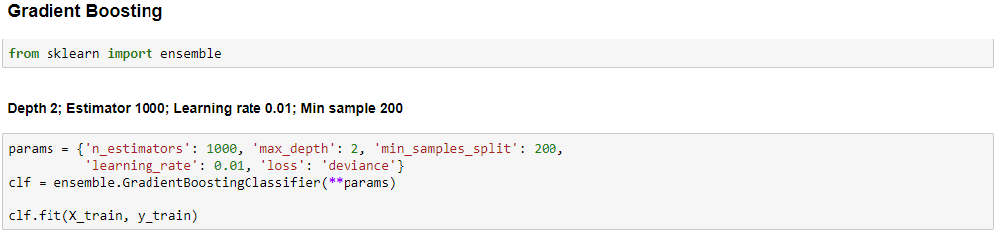 Gradient Boosting
from sklearn import ensemble
Depth 2; Estimator 1000; Learning rate 0.01; Min sample 200
params = {'n_estimators': 1000, 'max_depth': 2, 'min_samples_split': 200,
          'learning_rate': 0.01, 'loss': 'deviance'}
clf = ensemble.GradientBoostingClassifier(**params)
clf.fit(X_train, y_train)